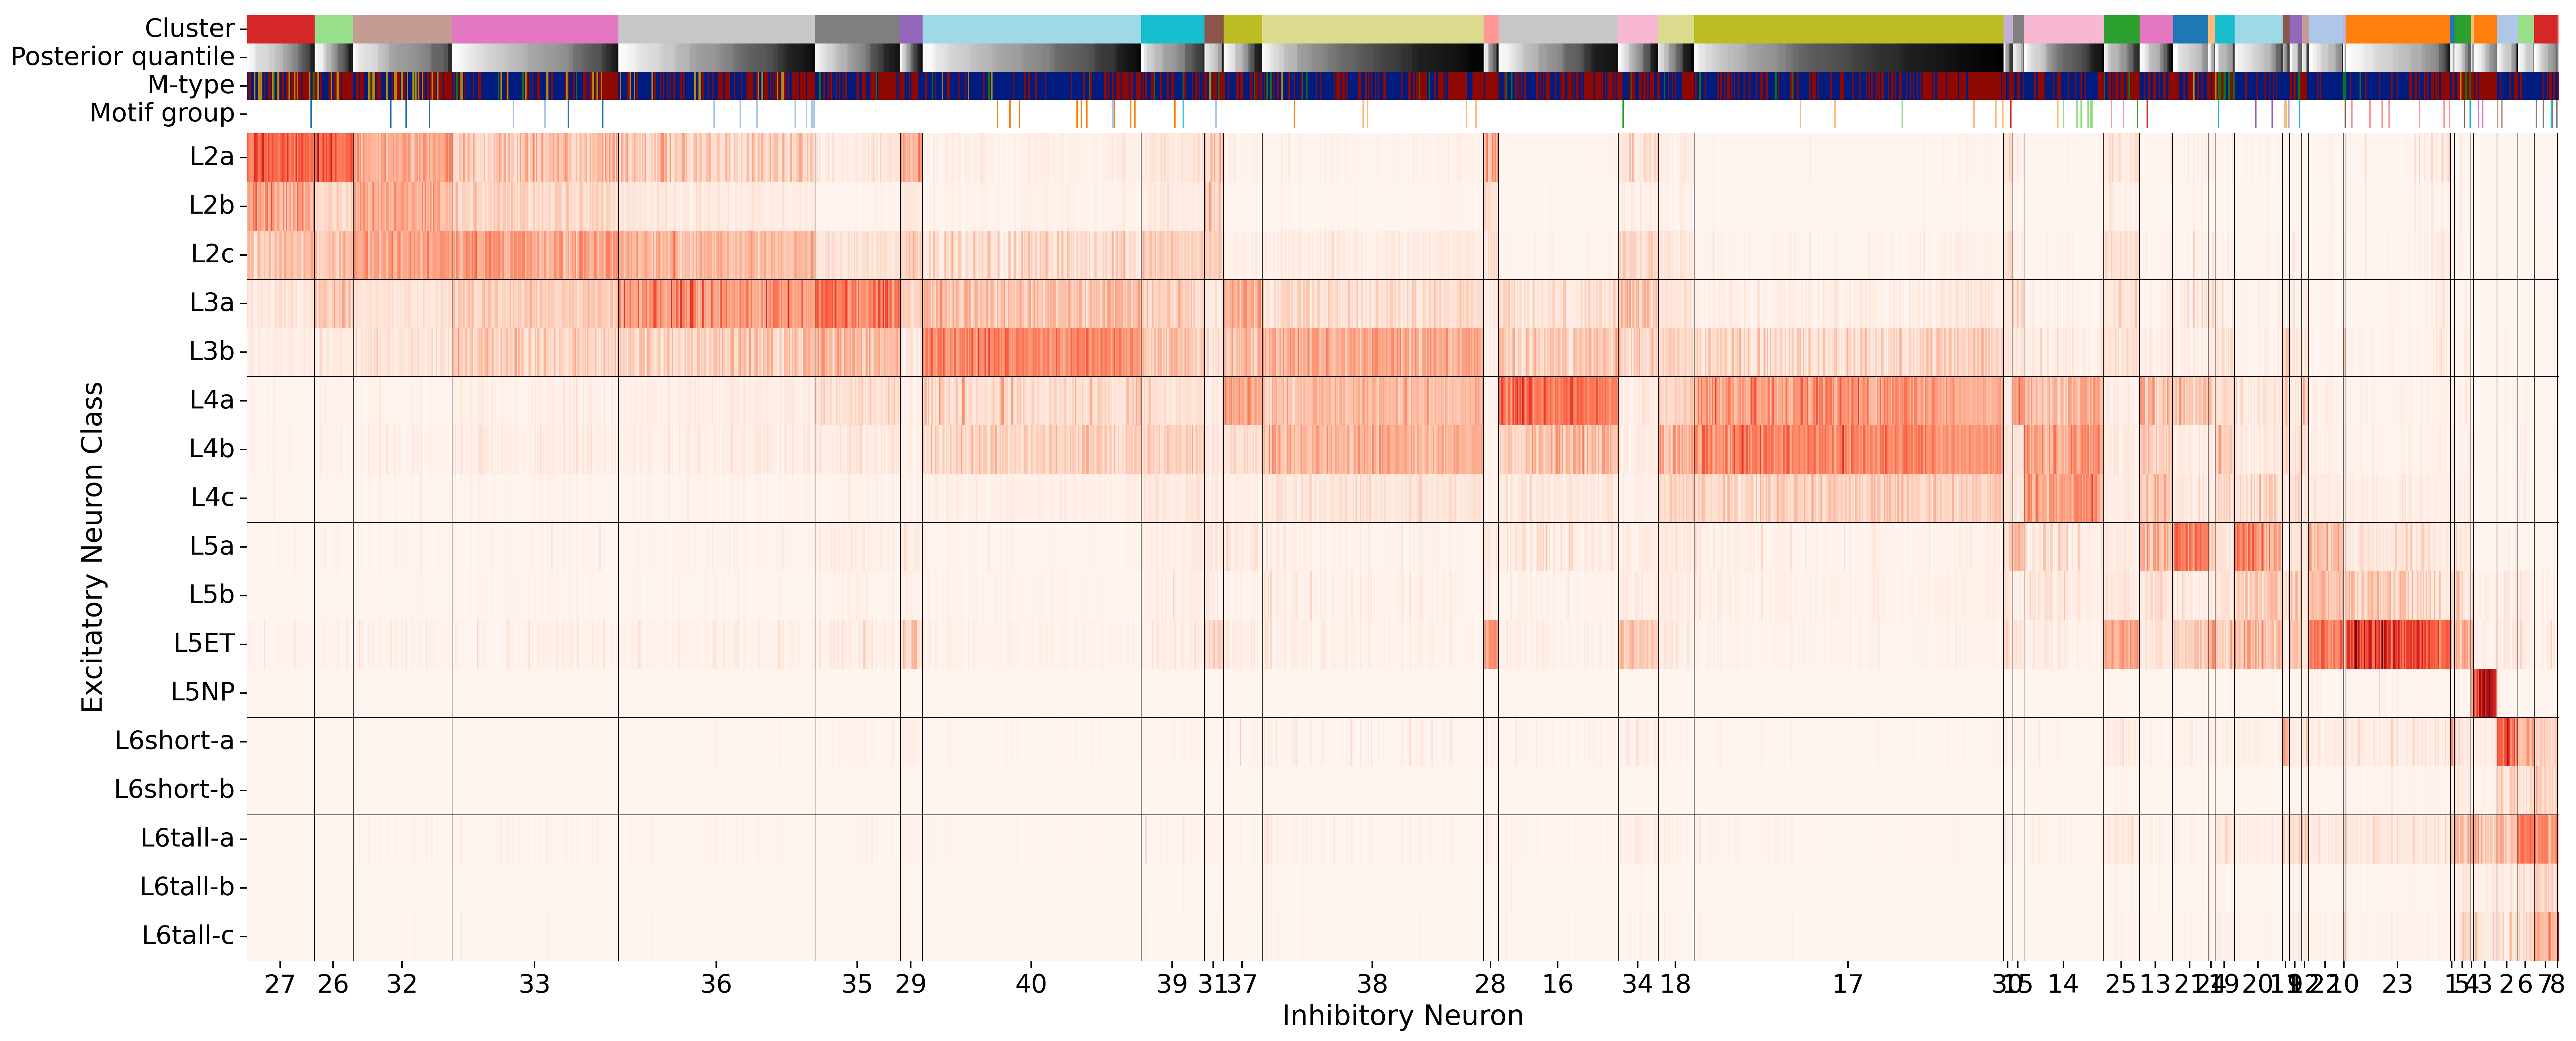 Cluster
Posterior quantile
M-type
Motif group
L2a
L2b
L2c
L3a
L3b
L4a
L4b
L4c
L5a
L5b
L5ET
L5NP
L6short-a
L6short-b
L6tall-a
L6tall-b
L6tall-c
Excitatory Neuron Class
27 26 32 33 36 35 29 40 39 31 37 38 28 16 34 18 17 14 25 13 20 23 3 2 6 7 8
Inhibitory Neuron